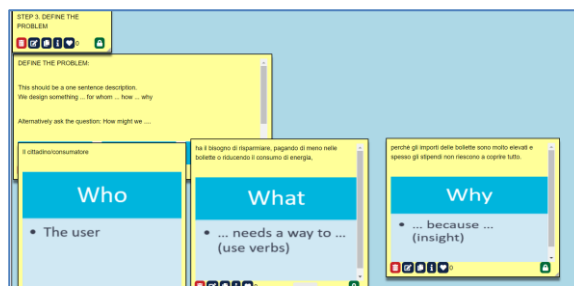 STEP 3. DEFINE THE
PROBLEM
0
DEFINE THE PROBLEM:
This should be a one sentence description.
We design something ... for whom ... how ... why
Alternatively ask the question: How might we ....
il cittadino/consumatore
Who
• The user
ha il bisogno di risparmiare, pagando di meno nelle
bollette o riducendo il consumo di energia,
What
• ... needs a way to ...
(use verbs)
perchè gli importi delle bollette sono molto elevati e
spesso gli stipendi non riescono a coprire tutto.
Why
• ... because ...
(insight)
0